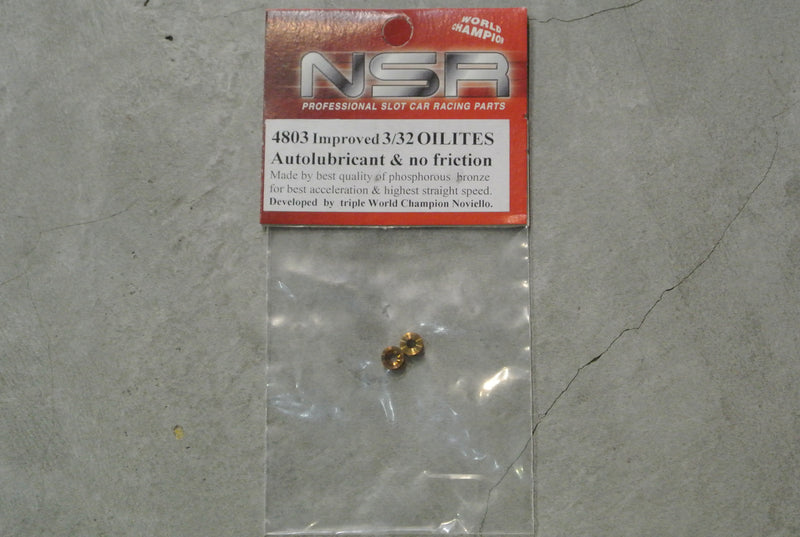 WORLD
CHAMPION
NSR
PROFESSIONAL SLOT CAR RACING PARTS
4803 Improved 3/32 OILITES
Autolubricant & no friction
Made by best quality of phosphorous bronze
for best acceleration & highest straight speed.
Developed by triple World Champion Noviello.